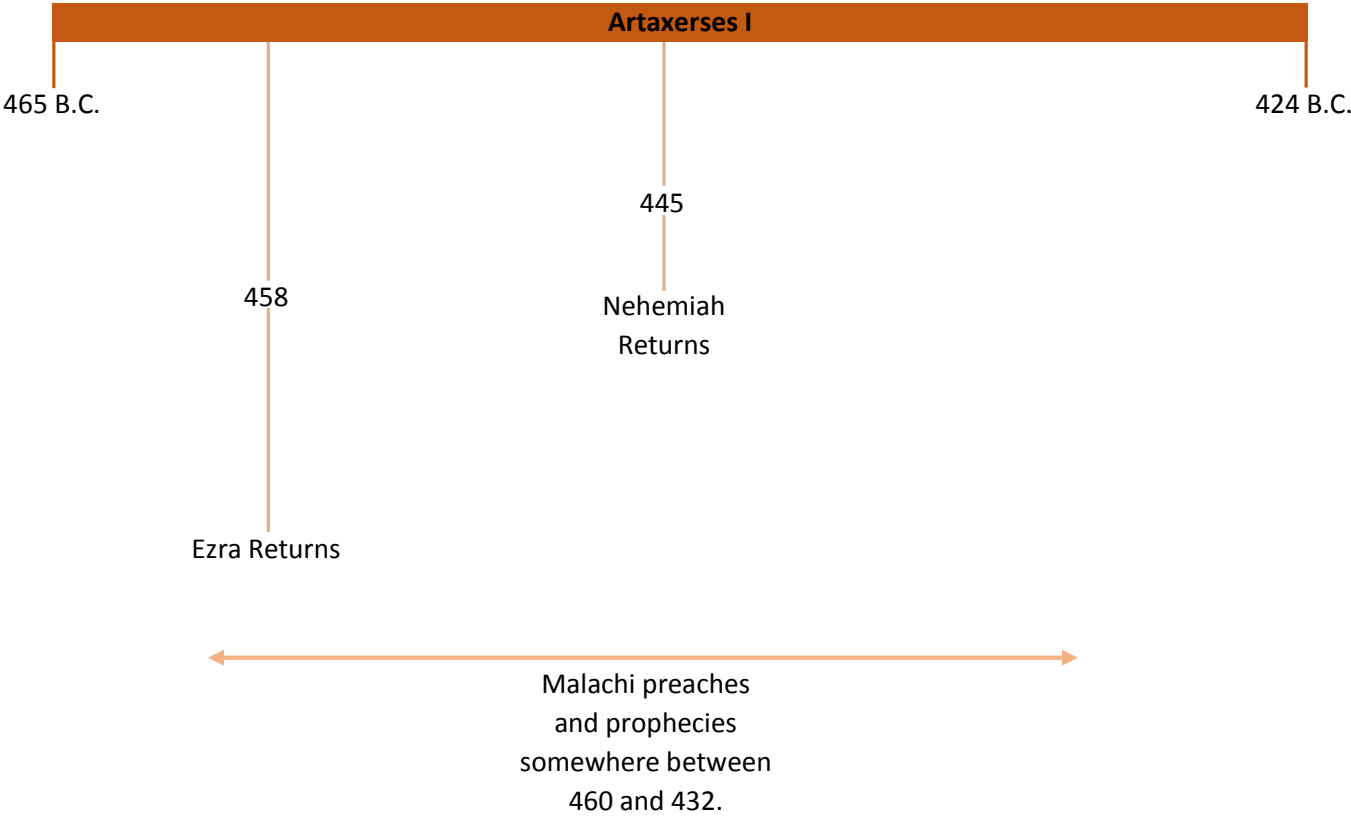 Artaxerses I
465 B.C.
424 B.C.
445
458
Nehemiah
Returns
Ezra Returns
Malachi preaches
and prophecies
somewhere between
460 and 432.